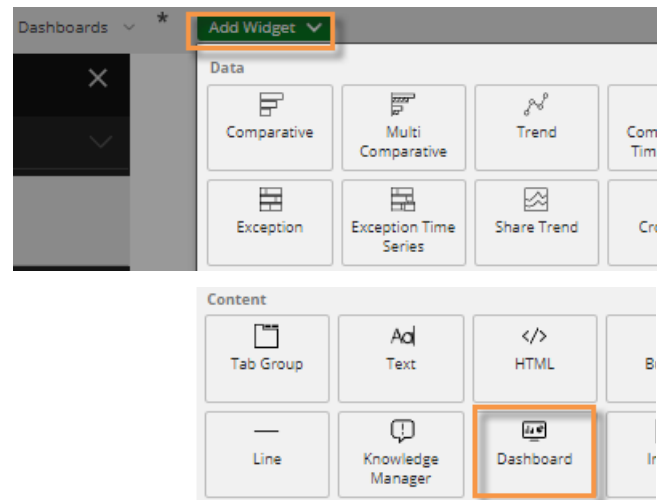 Dashboards *
Add Widget
Data
Comparative
Multi
Comparative
Trend
Exception
Exception Time
Series
Share Trend
Content
Tab Group
Text
HTML
Line
Knowledge
Manager
Dashboard